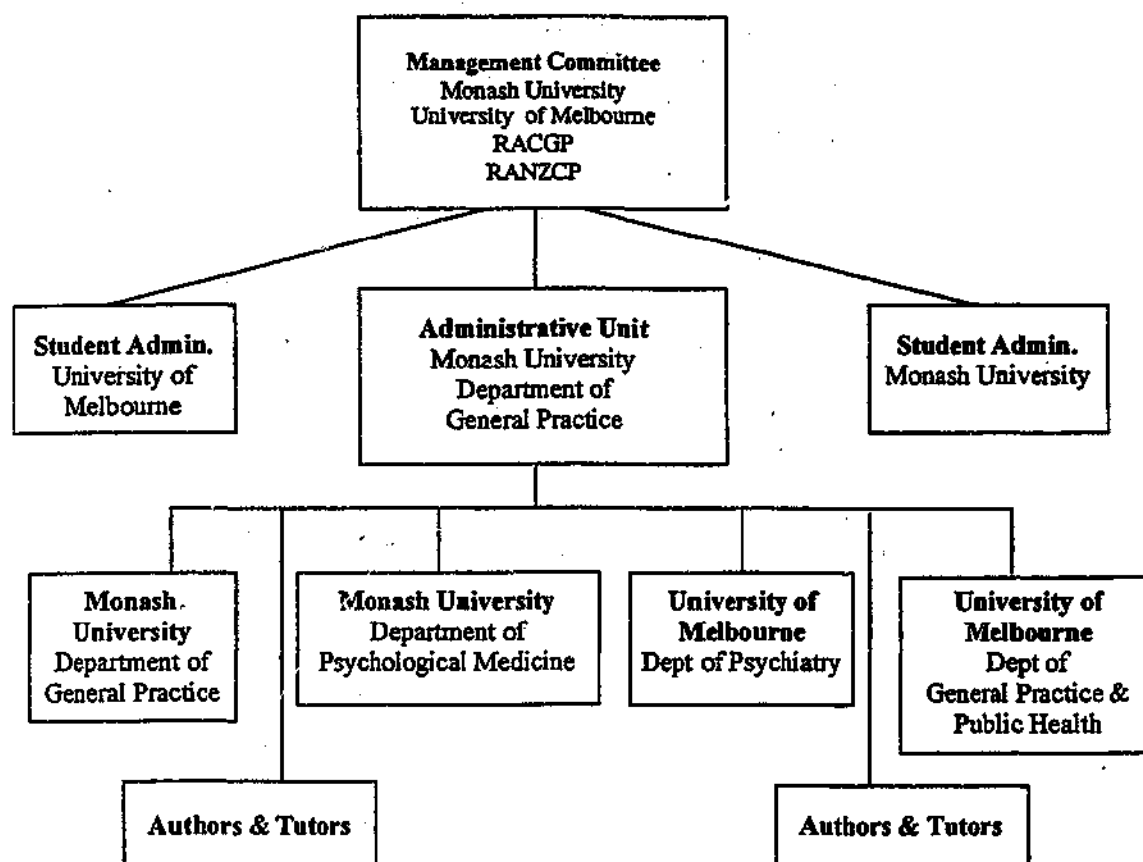 Management Committee
Monash University
University of Melbourne
RACGP
RANZCP
Student Admin.
University of
Melbourne
Administrative Unit
Monash University
Department of
General Practice
Student Admin.
Monash University
Monash
University
Department of
General Practice
Monash University
Department of
Psychological Medicine
University of
Melbourne
Dept of Psychiatry
University of
Melbourne
Dept of
General Practice &
Public Health
Authors & Tutors
Authors & Tutors